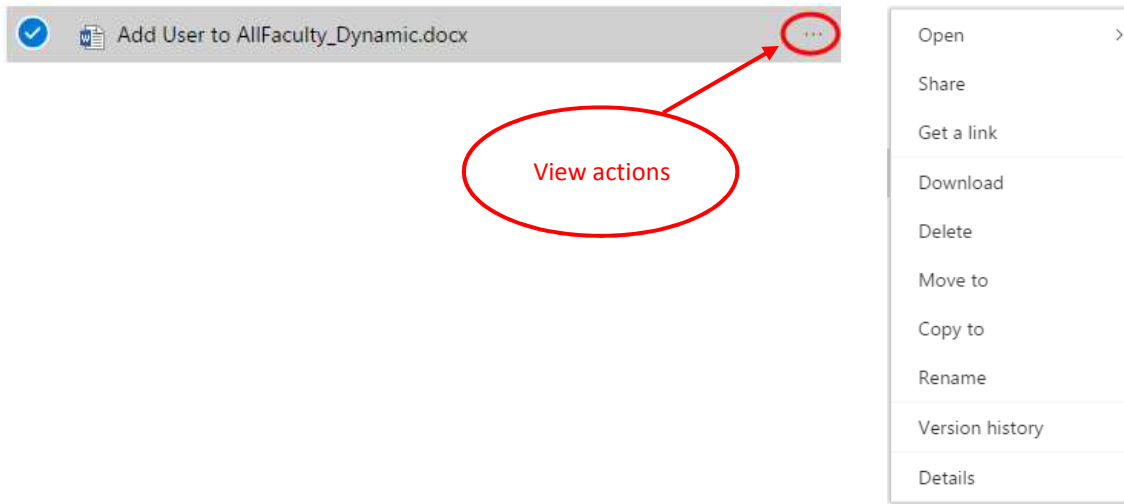 Add User to AllFaculty_Dynamic.docx
...
View actions
Open >
Share
Get a link
Download
Delete
Move to
Copy to
Rename
Version history
Details